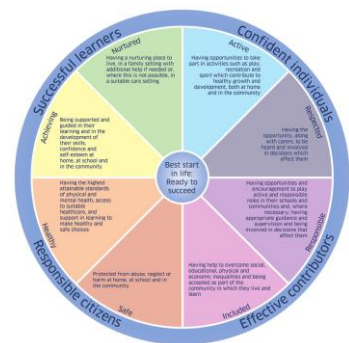 Successful learners
Confident individuals
Effective contributors
Responsible citizens
Nurtured
Having a nurturing place to
live, in a family setting with
additional help if needed or,
where this is not possible, in
a suitable care setting
Active
Having opportunities to take
part in activities such as play,
recreation and
sport which contribute to
healthy growth and
development, both at home
and in the community
Respected
Having the
opportunity, along
with carers, to be
heard and involved
in decisions which
affect them
Responsible
Having opportunities and
encouragement to play
active and responsible
roles in their schools and
communities and, where
necessary, having
appropriate guidance and
supervision and being
involved in decisions that
affect them
Included
Having help to overcome social,
educational, physical and
economic inequalities and being
accepted as part of the
community in which they live and
learn
Safe
Protected from abuse, neglect or
harm at home, at school and in
the community
Healthy
Having the highest
attainable standards
of physical and
mental health, access
to suitable
healthcare, and
support in learning to
make healthy and
safe choices
Achieving
Being supported and
guided in their
learning and in the
development of
their skills,
confidence and
self-esteem at
home, at school and
in the community
Best start
in life:
Ready to
succeed